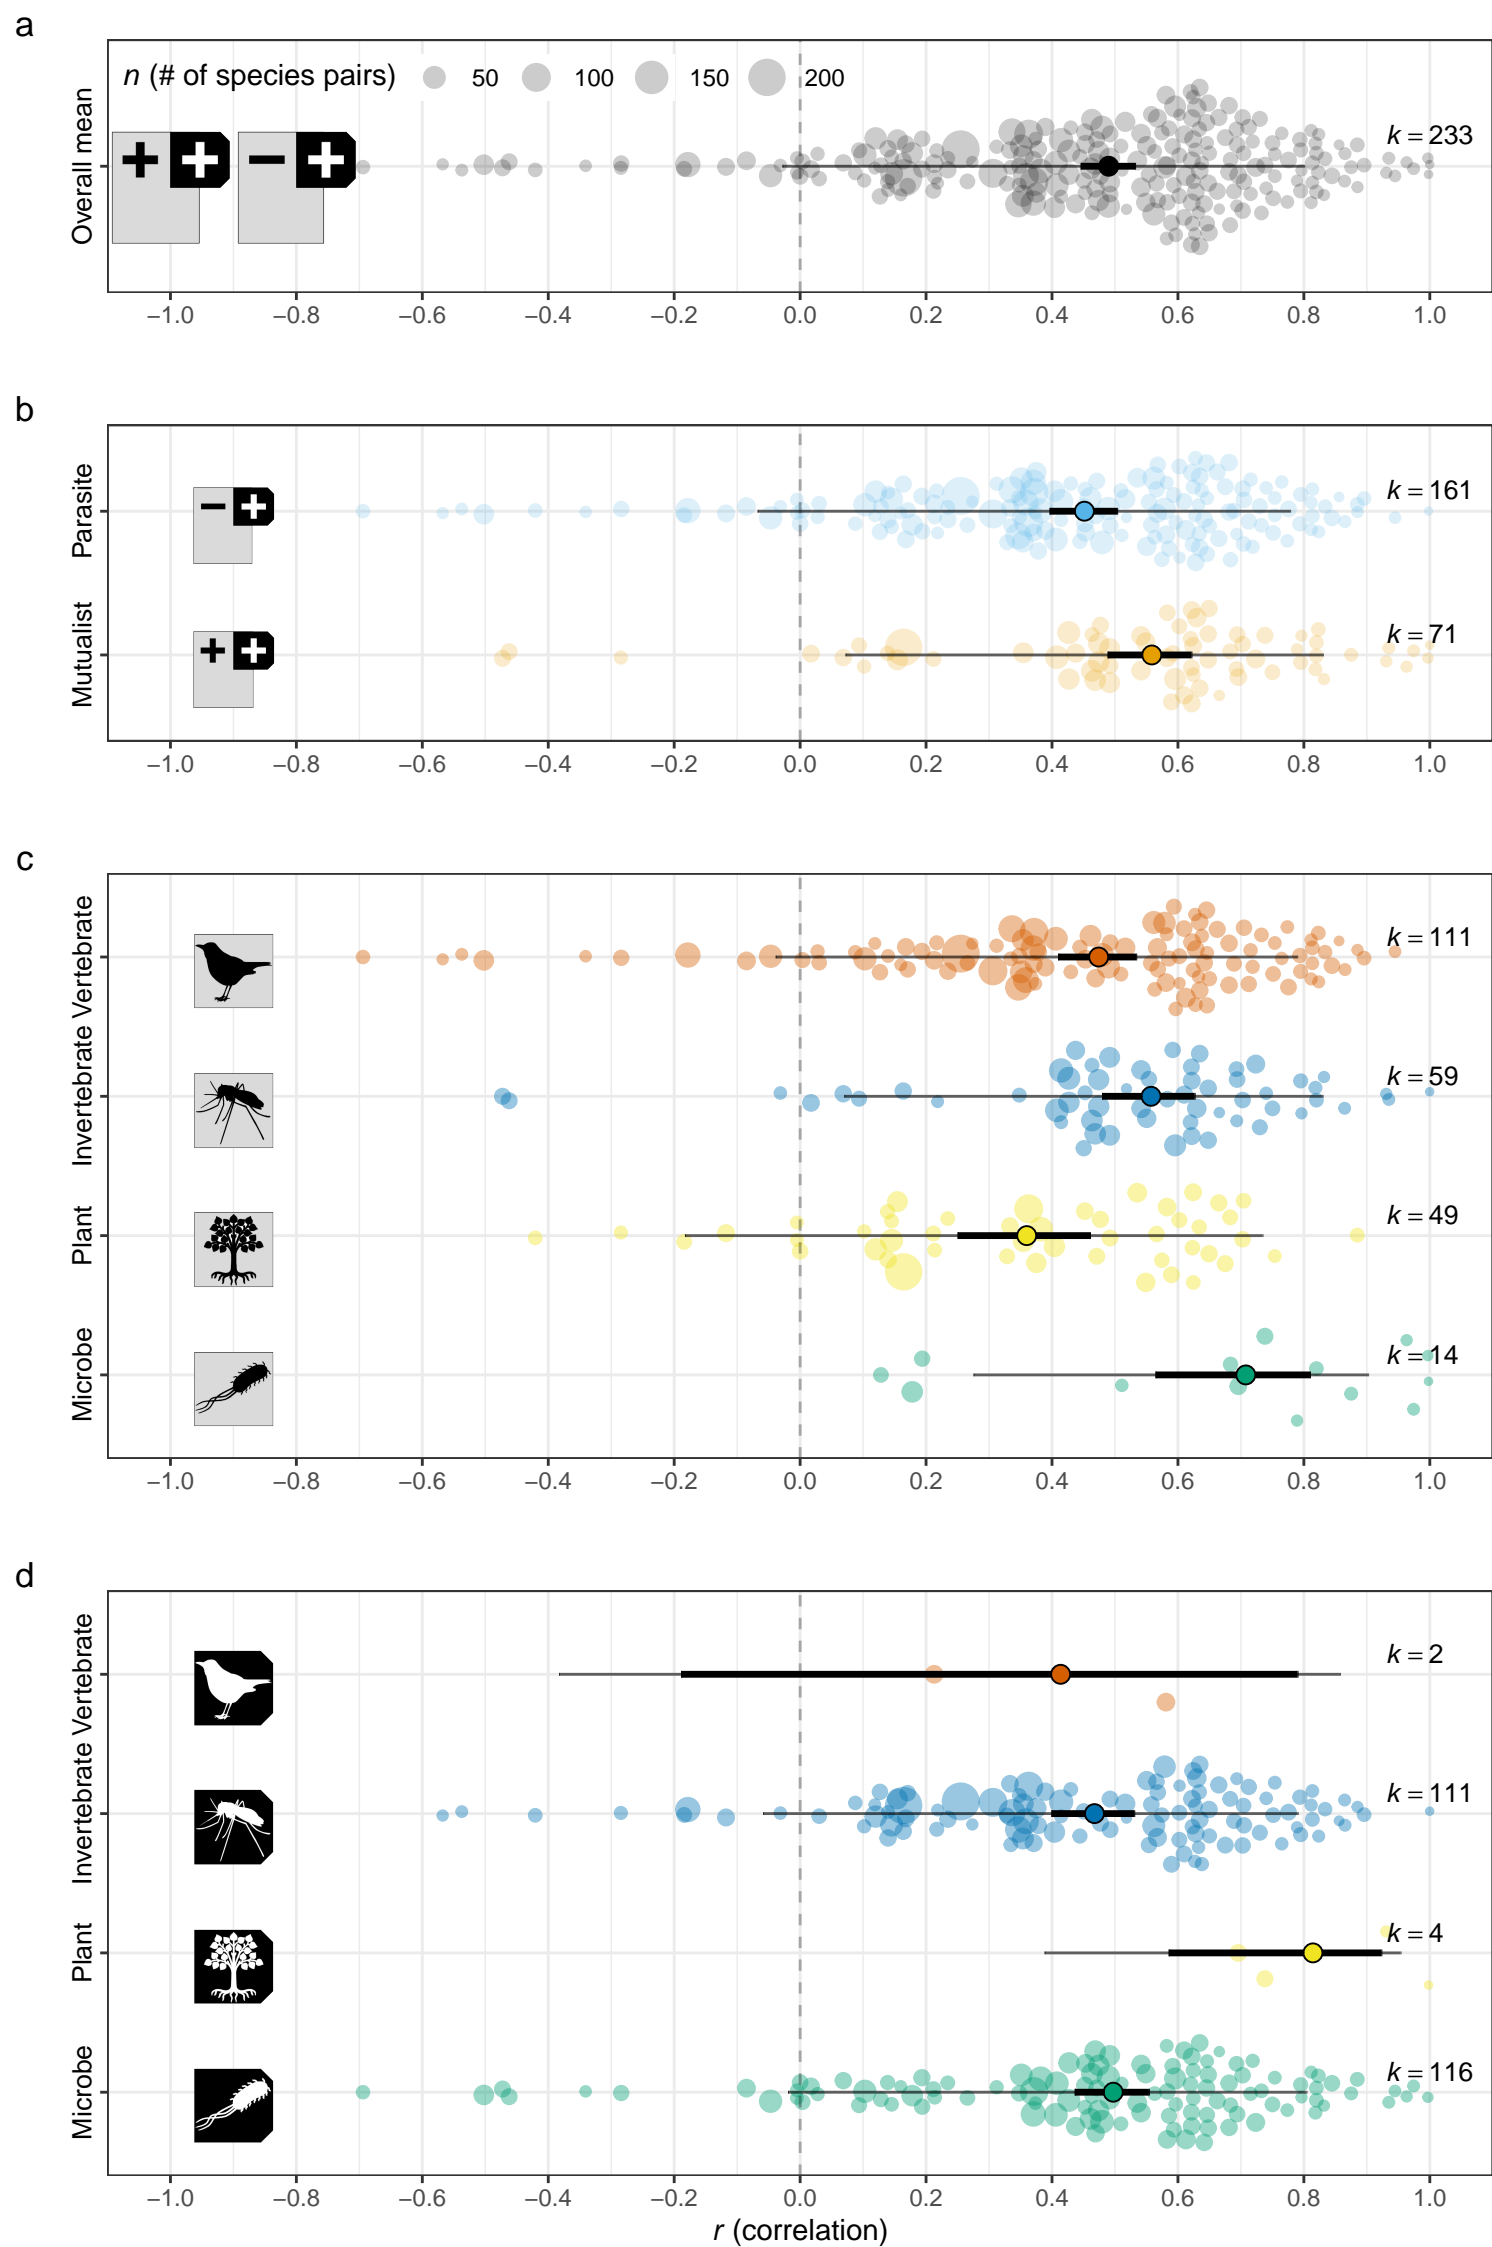 a
n (# of species pairs) 50 100 150 200
Overall mean
k = 233
−1.0 −0.8 −0.6 −0.4 −0.2 0.0 0.2 0.4 0.6 0.8 1.0
b
Parasite
k = 161
Mutualist
k = 71
−1.0 −0.8 −0.6 −0.4 −0.2 0.0 0.2 0.4 0.6 0.8 1.0
c
Vertebrate
k = 111
Invertebrate
k = 59
Plant
k = 49
Microbe
k = 14
−1.0 −0.8 −0.6 −0.4 −0.2 0.0 0.2 0.4 0.6 0.8 1.0
d
Vertebrate
k = 2
Invertebrate
k = 111
Plant
k = 4
Microbe
k = 116
−1.0 −0.8 −0.6 −0.4 −0.2 0.0 0.2 0.4 0.6 0.8 1.0
r (correlation)